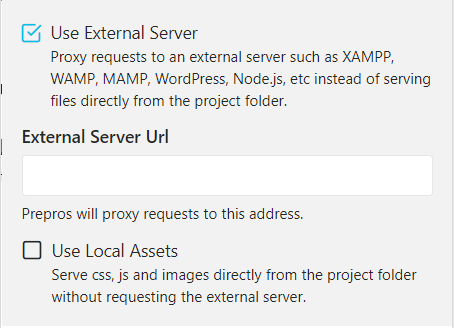 Use External Server
Proxy requests to an external server such as XAMPP,
WAMP, MAMP, WordPress, Node.js, etc instead of serving
files directly from the project folder.
External Server Url
Prepros will proxy requests to this address.
Use Local Assets
Serve css, js and images directly from the project folder
without requesting the external server.